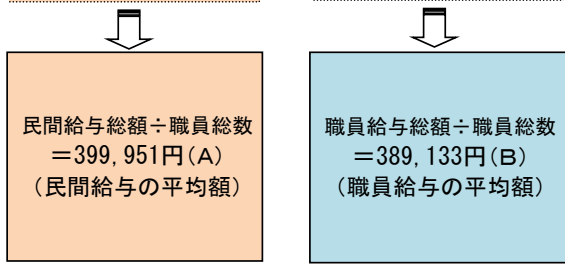 民間給与総額÷職員総数
＝399,951円(A)
（民間給与の平均額）
職員給与総額÷職員総数
＝389,133円(B)
（職員給与の平均額）